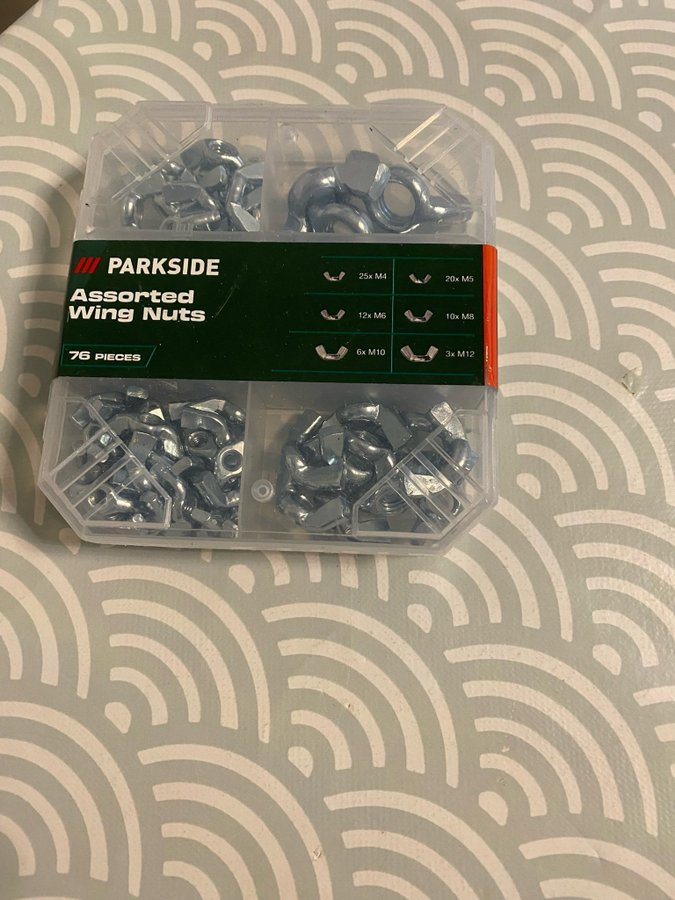 PARKSIDE
Assorted
Wing Nuts
76 PIECES
25x M4
20x M5
12x M6
10x M8
6x M10
3x M12